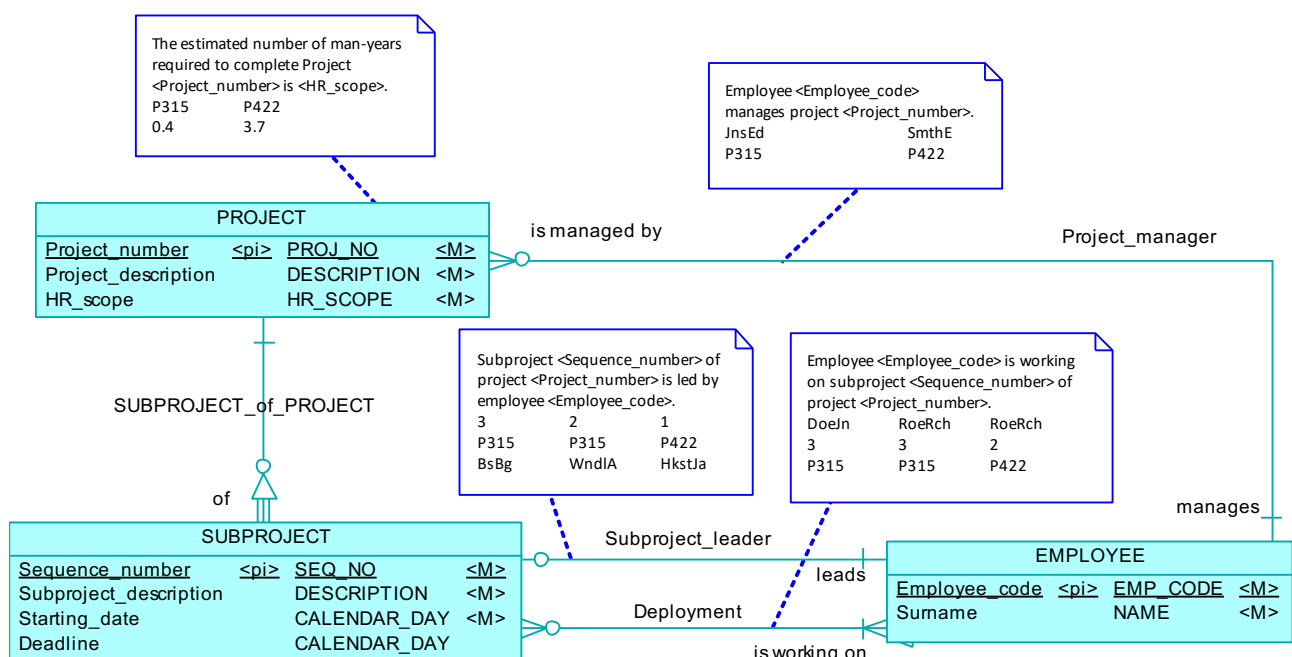 The estimated number of man-years
required to complete Project
<Project_number> is <HR_scope>.
P315 P422
0.4 3.7
Employee <Employee_code>
manages project <Project_number>.
JnsEd SmthE
P315 P422
PROJECT
Project_number <pi> PROJ_NO <M>
Project_description DESCRIPTION <M>
HR_scope HR_SCOPE <M>
is managed by
Project_manager
SUBPROJECT_of_PROJECT
Subproject <Sequence_number> of
project <Project_number> is led by
employee <Employee_code>.
3 2 1
P315 P315 P422
BsBg WndlA HkstJa
Employee <Employee_code> is working
on subproject <Sequence_number> of
project <Project_number>.
DoeJn RoeRch RoeRch
3 3 2
P315 P315 P422
of
manages
SUBPROJECT
Sequence_number <pi> SEQ_NO <M>
Subproject_description DESCRIPTION <M>
Starting_date CALENDAR_DAY <M>
Deadline CALENDAR_DAY
Subproject_leader
leads
Deployment
is working on
EMPLOYEE
Employee_code <pi> EMP_CODE <M>
Surname NAME <M>